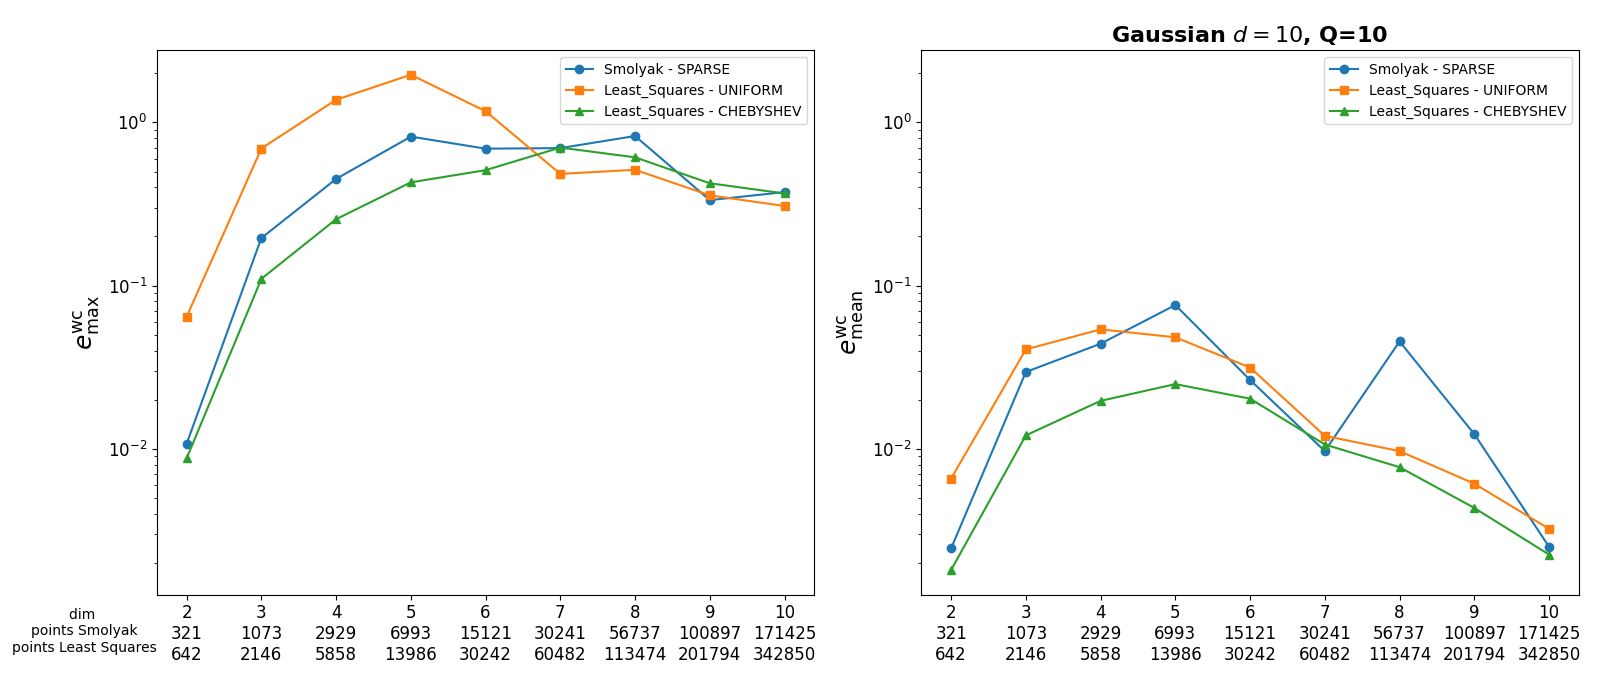 Gaussian d = 10, Q=10
Smolyak - SPARSE
Least_Squares - UNIFORM
Least_Squares - CHEBYSHEV
10^0
10^-1
10^-2
e^wc_max
dim 2 3 4 5 6 7 8 9 10
points Smolyak 321 1073 2929 6993 15121 30241 56737 100897 171425
points Least Squares 642 2146 5858 13986 30242 60482 113474 201794 342850
Smolyak - SPARSE
Least_Squares - UNIFORM
Least_Squares - CHEBYSHEV
10^0
10^-1
10^-2
e^wc_mean
2 3 4 5 6 7 8 9 10
321 1073 2929 6993 15121 30241 56737 100897 171425
642 2146 5858 13986 30242 60482 113474 201794 342850